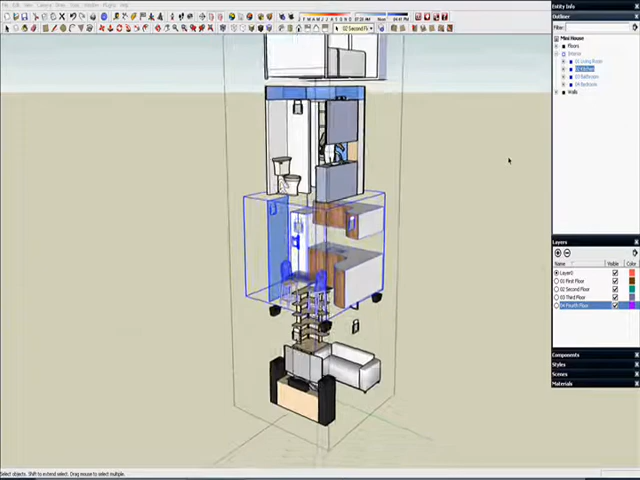 Entity Info
Outliner
Filter:
Mini House
Floors
Interior
01 Living Room
02 Kitchen
03 Bathroom
04 Bedroom
Walls
02 Second Fl
Layers
Name
Visible
Color
Layer0
01 First Floor
02 Second Floor
03 Third Floor
04 Fourth Floor
Components
Styles
Scenes
Materials
Select objects. Shift to extend select. Drag mouse to select multiple.